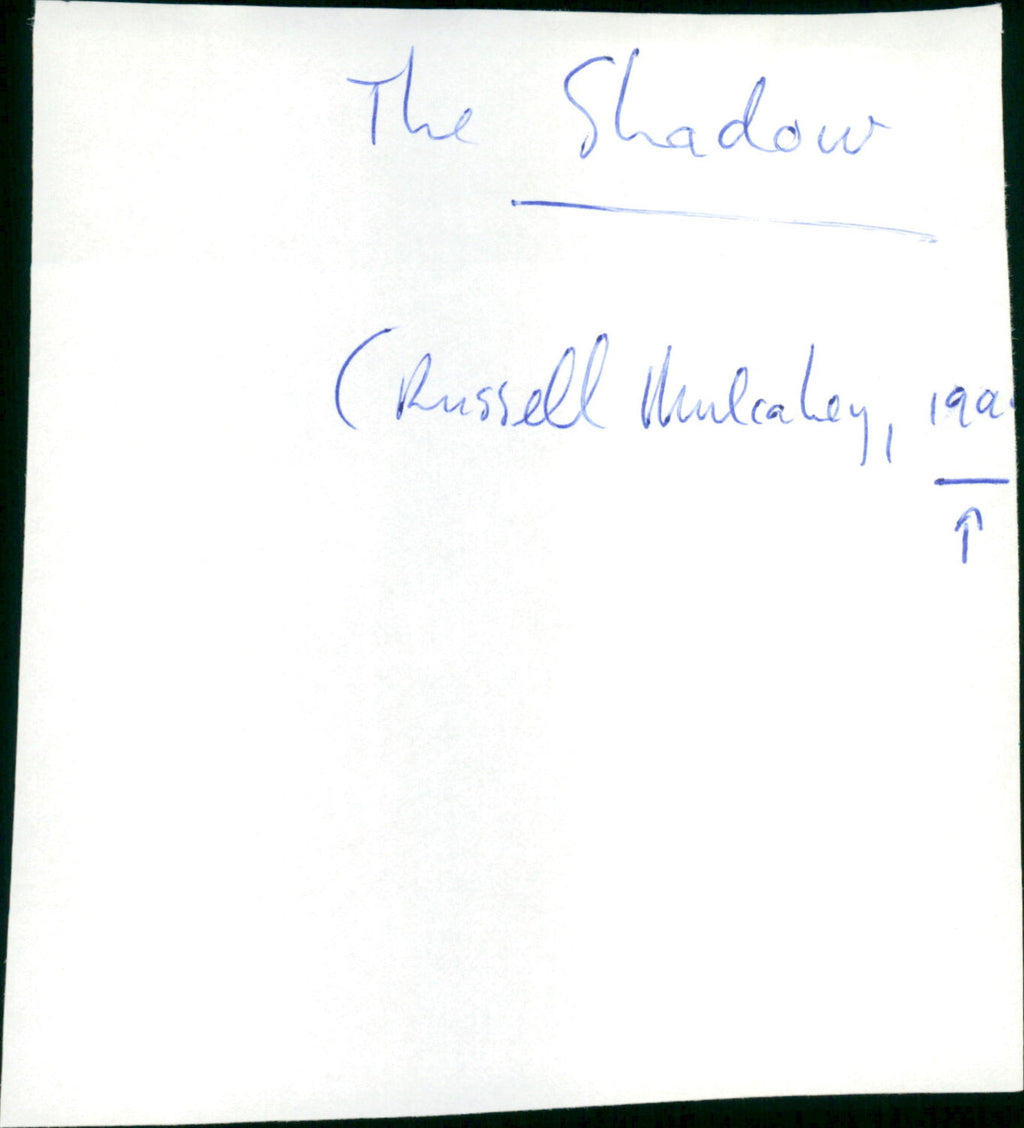 The Shadow
(Russell Mulcahey, 199
↑